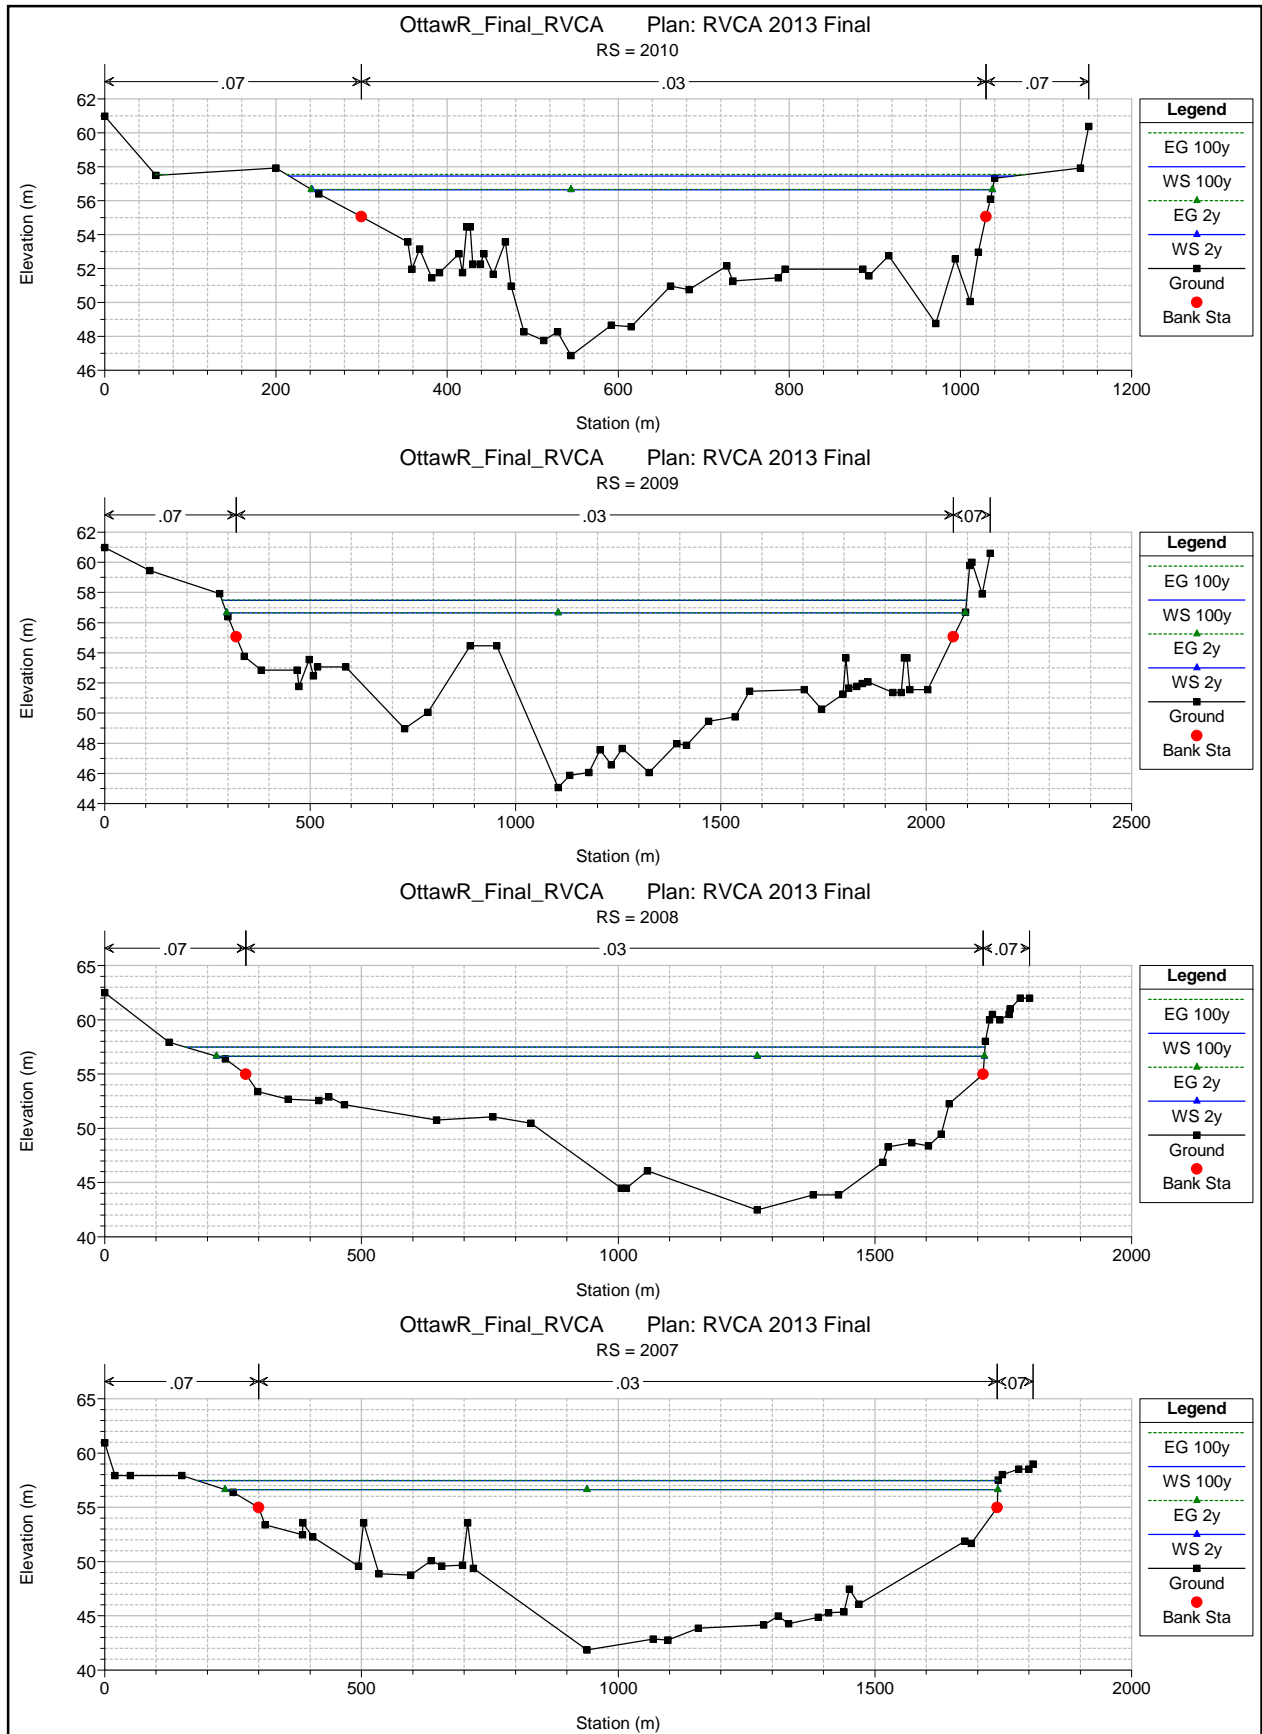 OttawR_Final_RVCA Plan: RVCA 2013 Final
RS = 2010
.07 .03 .07
62
60
58
56
54
52
50
48
46
0 200 400 600 800 1000 1200
Station (m)
Elevation (m)
Legend
EG 100y
WS 100y
EG 2y
WS 2y
Ground
Bank Sta
OttawR_Final_RVCA Plan: RVCA 2013 Final
RS = 2009
.07 .03 .07
62
60
58
56
54
52
50
48
46
44
0 500 1000 1500 2000 2500
Station (m)
Elevation (m)
Legend
EG 100y
WS 100y
EG 2y
WS 2y
Ground
Bank Sta
OttawR_Final_RVCA Plan: RVCA 2013 Final
RS = 2008
.07 .03 .07
65
60
55
50
45
40
0 500 1000 1500 2000
Station (m)
Elevation (m)
Legend
EG 100y
WS 100y
EG 2y
WS 2y
Ground
Bank Sta
OttawR_Final_RVCA Plan: RVCA 2013 Final
RS = 2007
.07 .03 .07
65
60
55
50
45
40
0 500 1000 1500 2000
Station (m)
Elevation (m)
Legend
EG 100y
WS 100y
EG 2y
WS 2y
Ground
Bank Sta